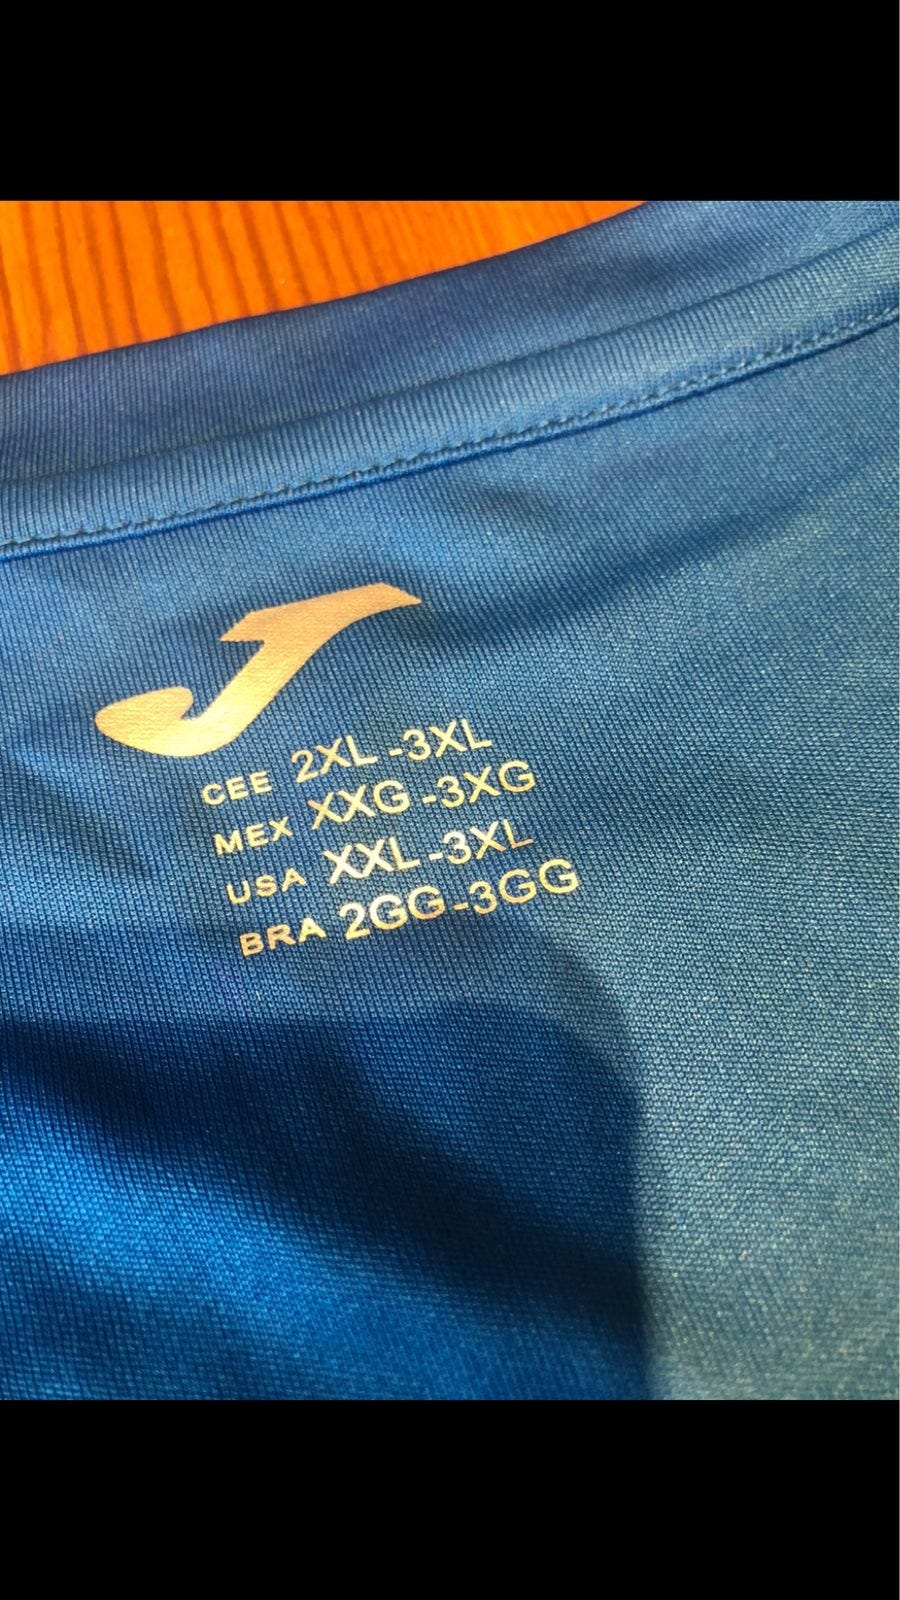 CEE 2XL-3XL
MEX XXG-3XG
USA XXL-3XL
BRA 2GG-3GG